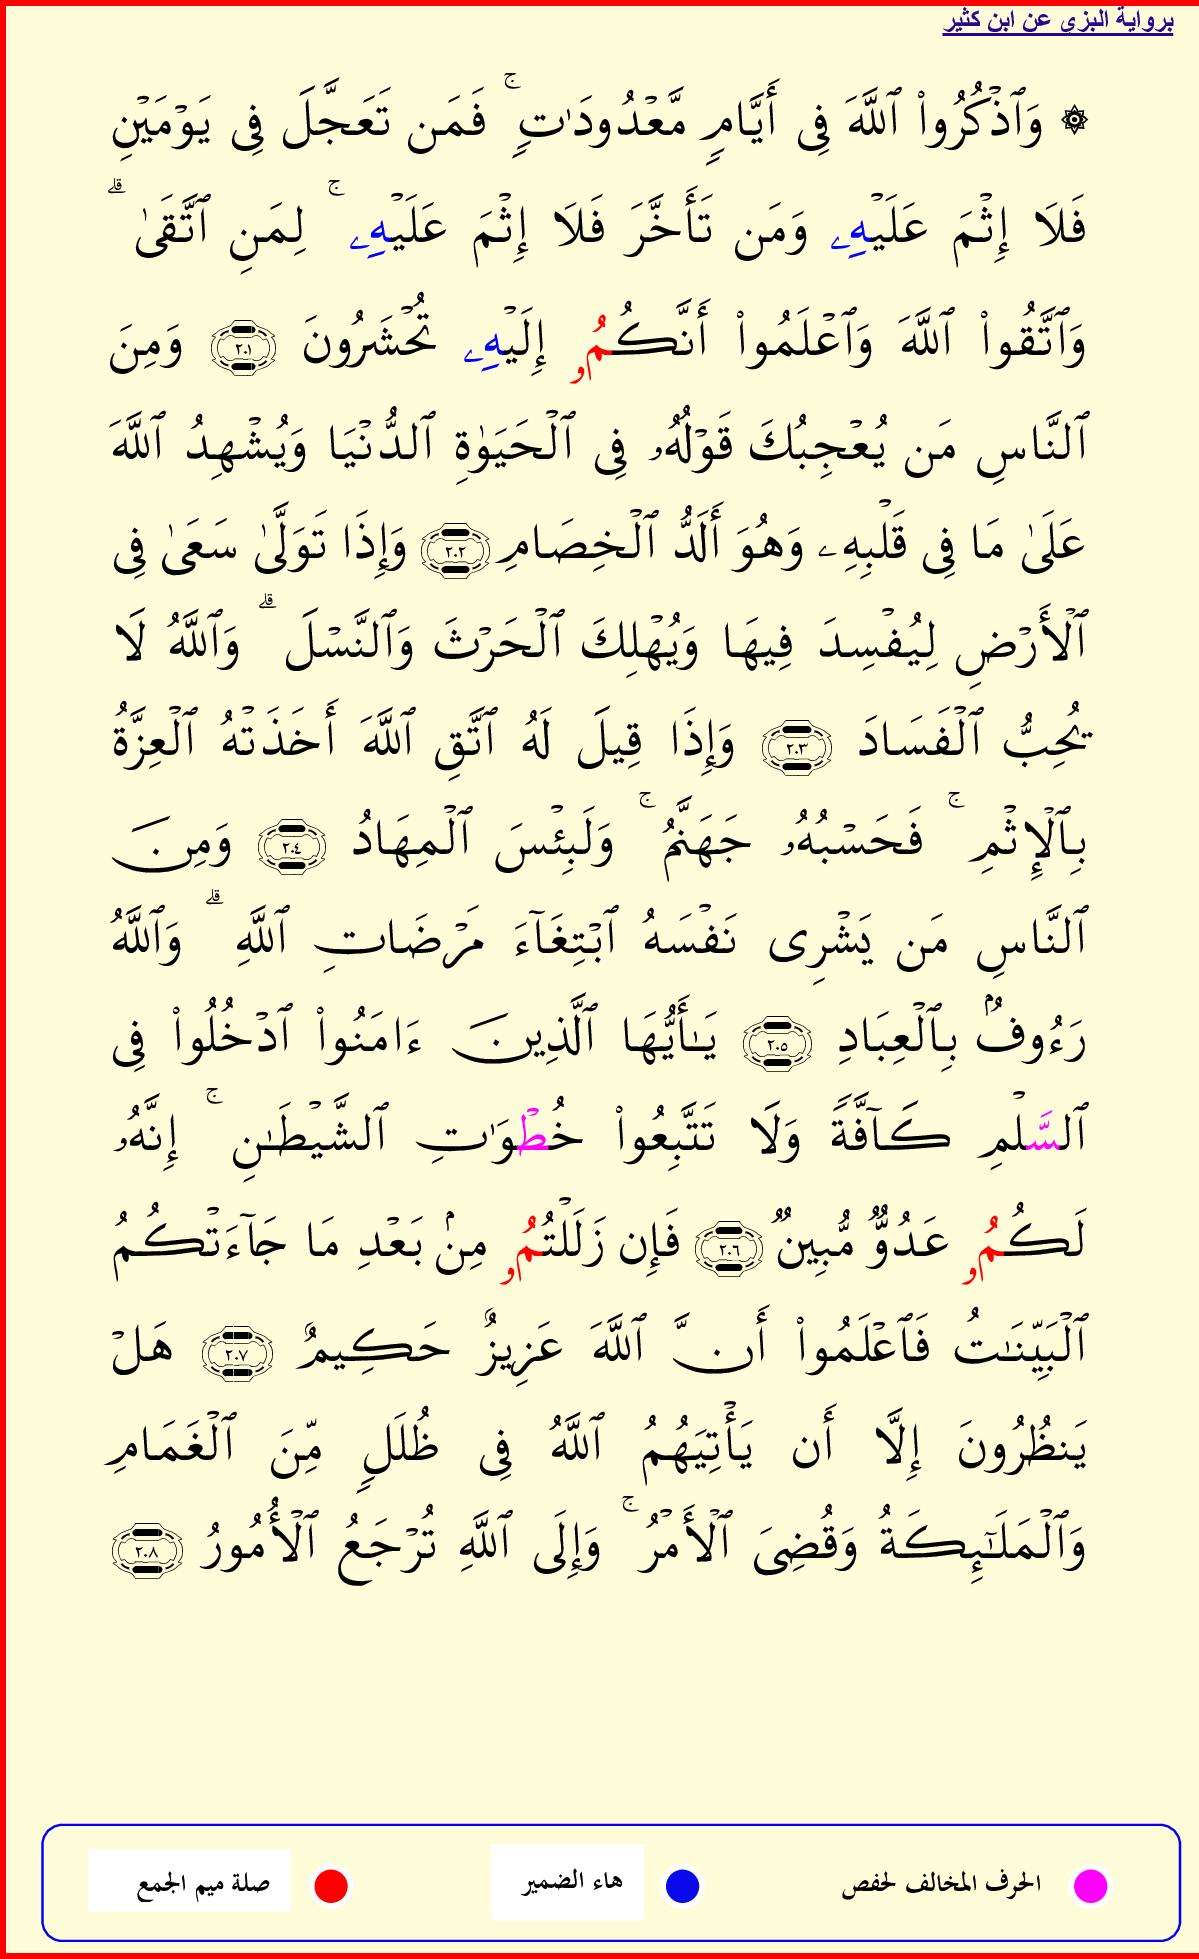 برواية البزي عن ابن كثير
۞ وَٱذۡكُرُواْ ٱللَّهَ فِى أَيَّامٍ مَّعۡدُودَٰتٍ ۚ فَمَن تَعَجَّلَ فِى يَوۡمَيۡنِ
فَلَا إِثۡمَ عَلَيۡهِۦ وَمَن تَأَخَّرَ فَلَا إِثۡمَ عَلَيۡهِۦ ۚ لِمَنِ ٱتَّقَىٰ ۗ
وَٱتَّقُواْ ٱللَّهَ وَٱعۡلَمُواْ أَنَّكُمُۥ إِلَيۡهِۦ تُحۡشَرُونَ ٢٠١ وَمِنَ
ٱلنَّاسِ مَن يُعۡجِبُكَ قَوۡلُهُۥ فِى ٱلۡحَيَوٰةِ ٱلدُّنۡيَا وَيُشۡهِدُ ٱللَّهَ
عَلَىٰ مَا فِى قَلۡبِهِۦ وَهُوَ أَلَدُّ ٱلۡخِصَامِ ٢٠٢ وَإِذَا تَوَلَّىٰ سَعَىٰ فِى
ٱلۡأَرۡضِ لِيُفۡسِدَ فِيهَا وَيُهۡلِكَ ٱلۡحَرۡثَ وَٱلنَّسۡلَ ۗ وَٱللَّهُ لَا
يُحِبُّ ٱلۡفَسَادَ ٢٠٣ وَإِذَا قِيلَ لَهُ ٱتَّقِ ٱللَّهَ أَخَذَتۡهُ ٱلۡعِزَّةُ
بِٱلۡإِثۡمِ ۚ فَحَسۡبُهُۥ جَهَنَّمُ ۚ وَلَبِئۡسَ ٱلۡمِهَادُ ٢٠٤ وَمِنَ
ٱلنَّاسِ مَن يَشۡرِى نَفۡسَهُ ٱبۡتِغَآءَ مَرۡضَاتِ ٱللَّهِ ۗ وَٱللَّهُ
رَءُوفُۢ بِٱلۡعِبَادِ ٢٠٥ يَـٰٓأَيُّهَا ٱلَّذِينَ ءَامَنُواْ ٱدۡخُلُواْ فِى
ٱلسَّلۡمِ كَآفَّةً وَلَا تَتَّبِعُواْ خُطۡوَٰتِ ٱلشَّيۡطَـٰنِ ۚ إِنَّهُۥ
لَكُمُۥ عَدُوٌّ مُّبِينٌ ٢٠٦ فَإِن زَلَلۡتُمُۥ مِنۢ بَعۡدِ مَا جَآءَتۡكُمُ
ٱلۡبَيِّنَـٰتُ فَٱعۡلَمُواْ أَنَّ ٱللَّهَ عَزِيزٌ حَكِيمٌ ٢٠٧ هَلۡ
يَنظُرُونَ إِلَّا أَن يَأۡتِيَهُمُ ٱللَّهُ فِى ظُلَلٍ مِّنَ ٱلۡغَمَامِ
وَٱلۡمَلَـٰٓئِكَةُ وَقُضِىَ ٱلۡأَمۡرُ ۚ وَإِلَى ٱللَّهِ تُرۡجَعُ ٱلۡأُمُورُ ٢٠٨
الحرف المخالف لحفص هاء الضمير صلة ميم الجمع